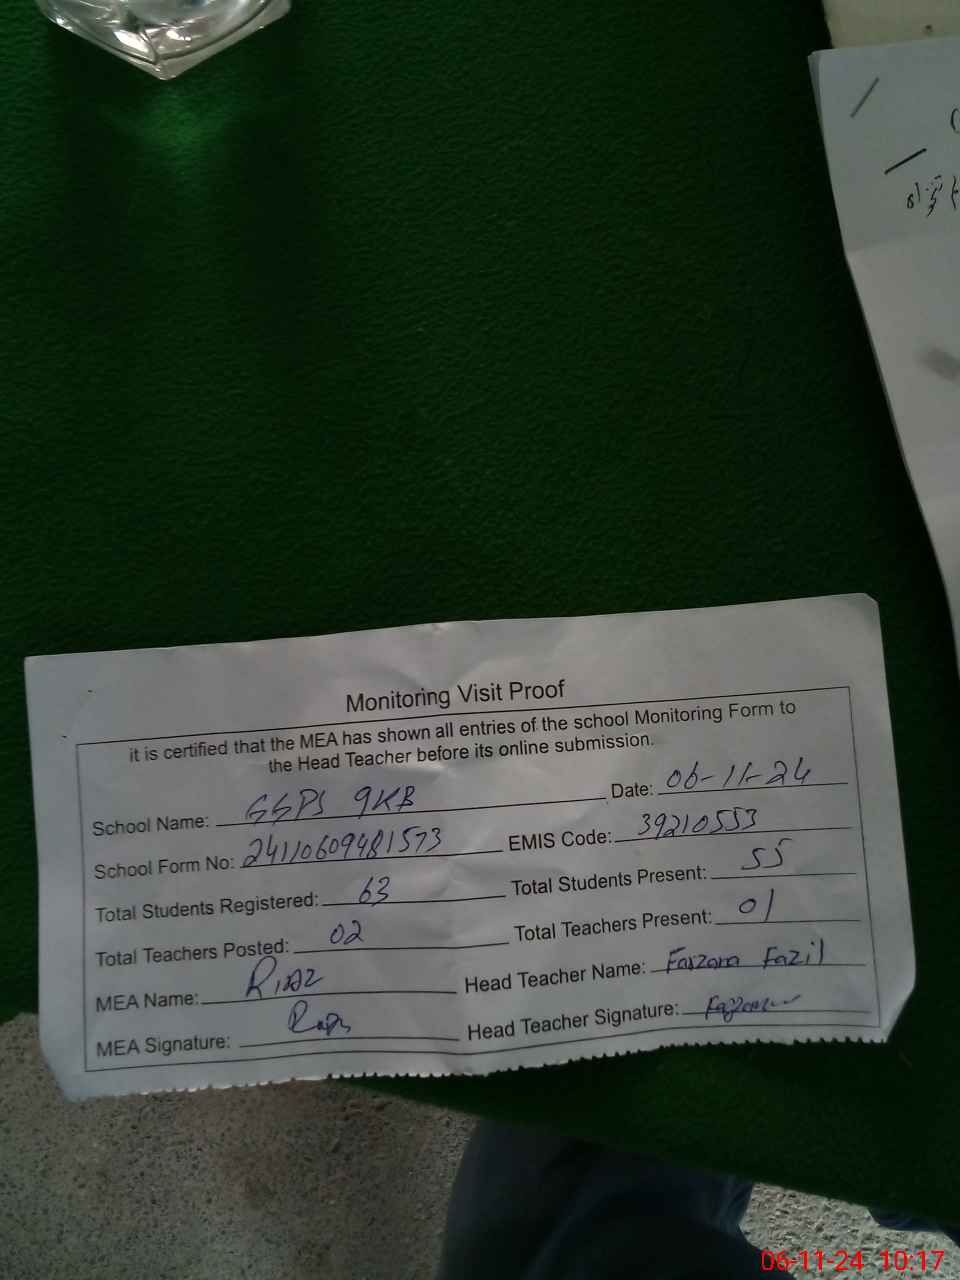 Monitoring Visit Proof
it is certified that the MEA has shown all entries of the school Monitoring Form to
the Head Teacher before its online submission.
School Name: GGPS 9KB Date: 06-11-24
School Form No: 24110609481573 EMIS Code: 39210553
Total Students Registered: 63 Total Students Present: 55
Total Teachers Posted: 02 Total Teachers Present: 01
MEA Name: Riaz Head Teacher Name: Farzana Fazil
MEA Signature: Head Teacher Signature:
06-11-24 10:17